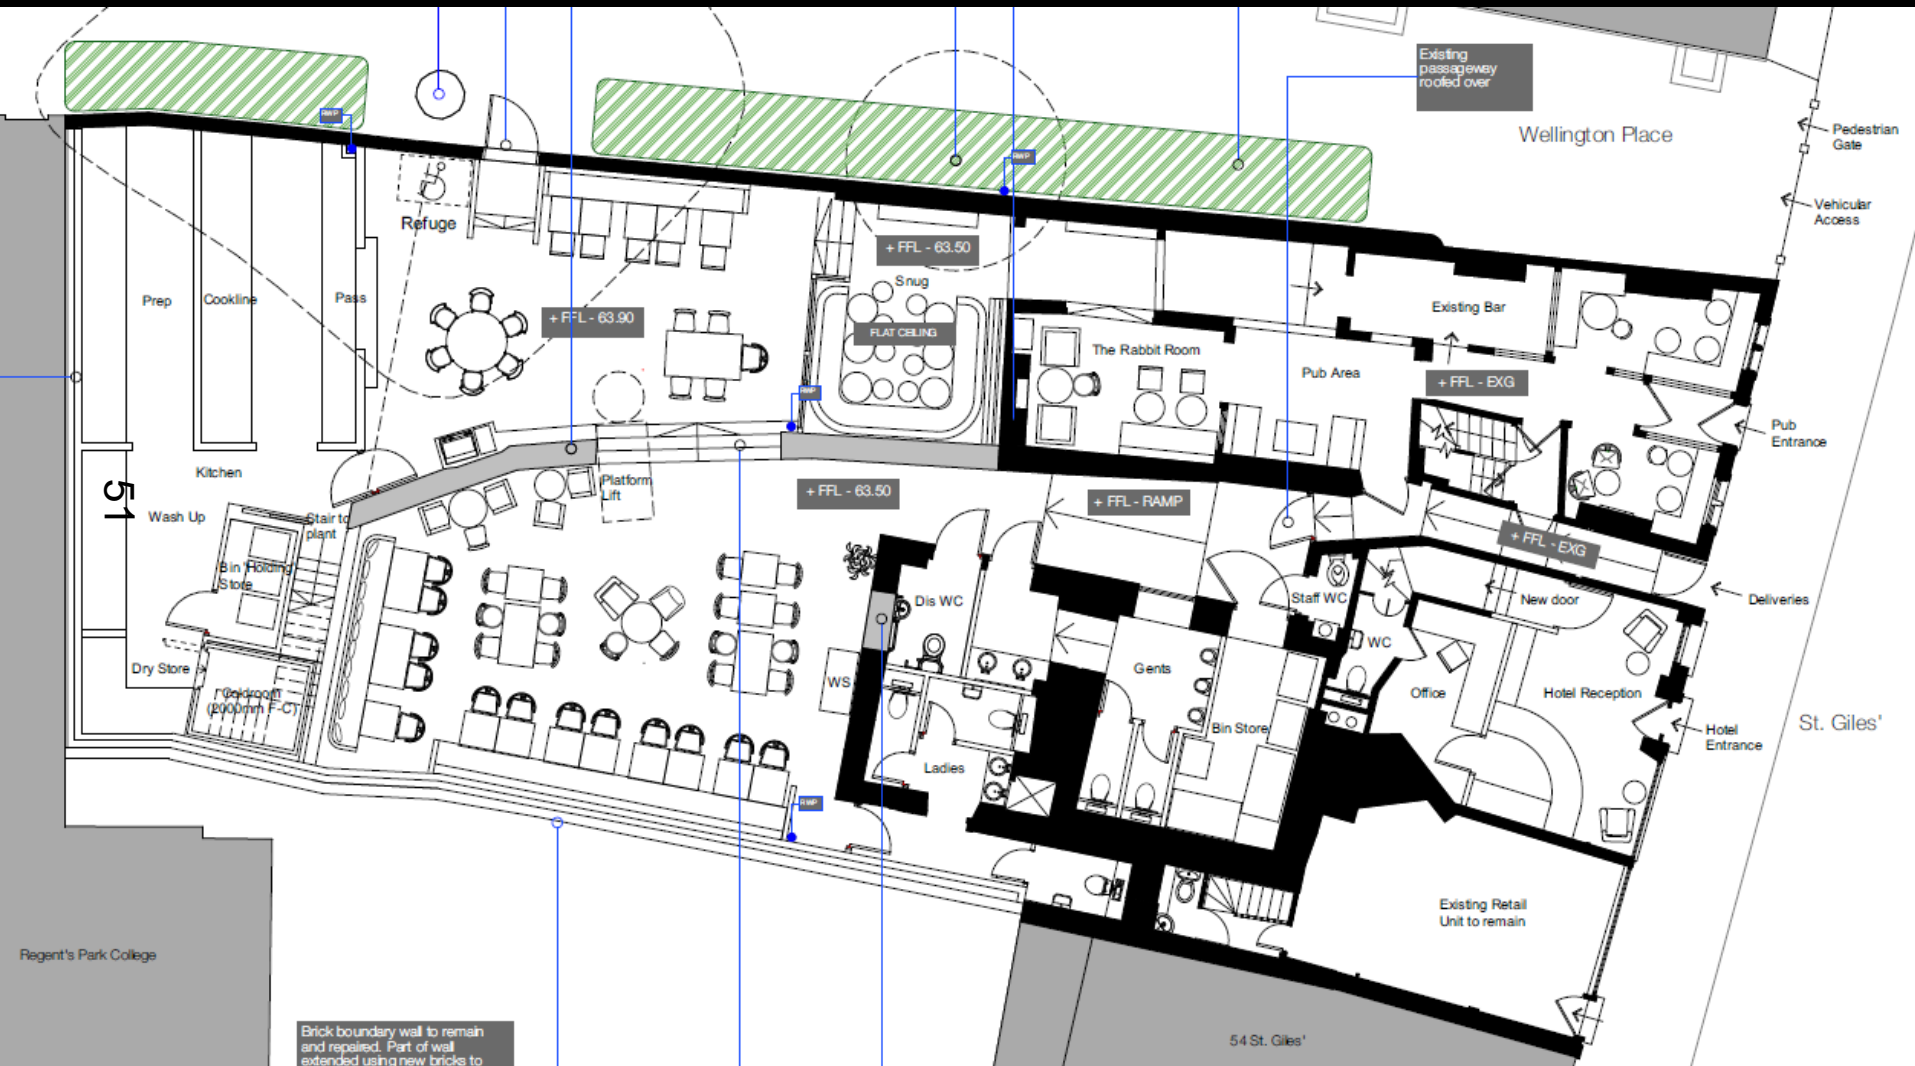 Existing
passageway
roofed over
Wellington Place
Pedestrian
Gate
Vehicular
Access
RWP
RWP
Refuge
+ FFL - 63.50
Snug
FLAT CEILING
Prep
Cookline
Pass
+ FFL - 63.90
Existing Bar
The Rabbit Room
Pub Area
+ FFL - EXG
RWP
Pub
Entrance
Kitchen
51
Wash Up
Stair to
plant
Platform
Lift
+ FFL - 63.50
+ FFL - RAMP
+ FFL - EXG
Bin Holding
Store
Dis WC
Staff WC
New door
Deliveries
WC
Dry Store
Coldroom
(2000mm F-C)
WS
Gents
Office
Hotel Reception
Bin Store
Hotel
Entrance
St. Giles'
Ladies
RWP
Existing Retail
Unit to remain
Regent's Park College
Brick boundary wall to remain
and repaired. Part of wall
extended using new bricks to
54 St. Giles'